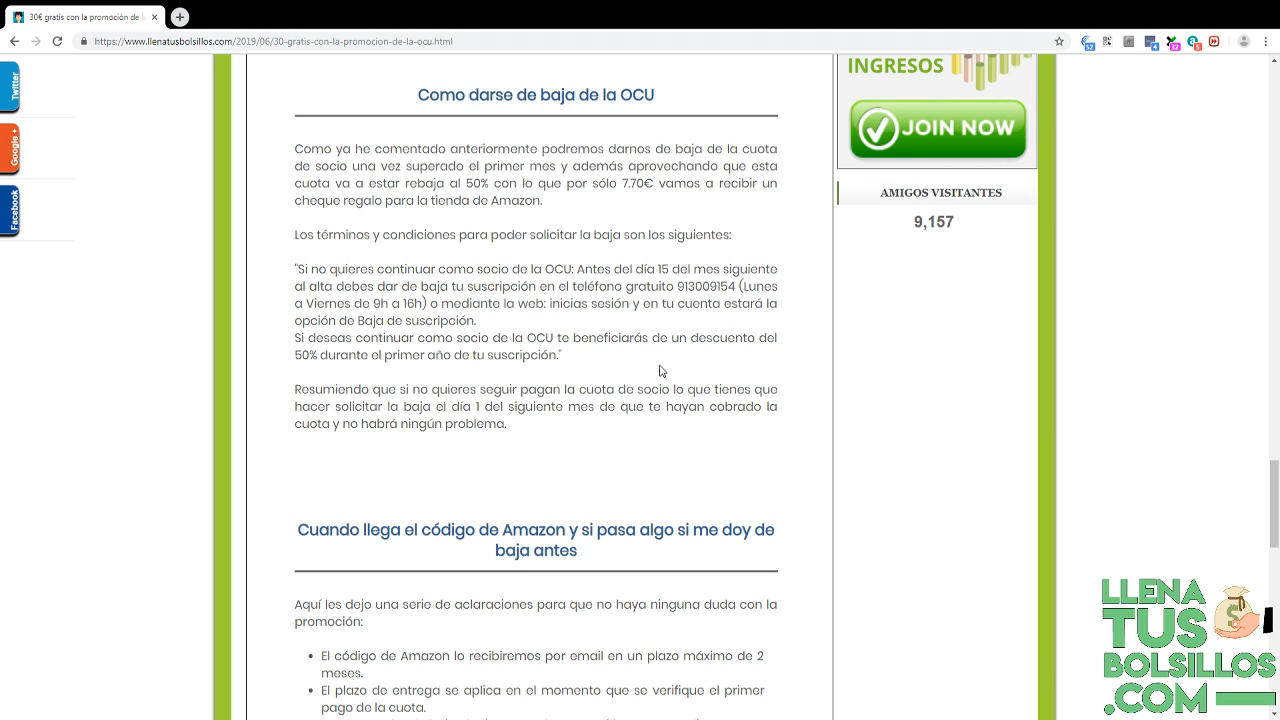 30€ gratis con la promoción de l
https://www.llenatusbolsillos.com/2019/06/30-gratis-con-la-promocion-de-la-ocu.html
Twitter
Google +
Facebook
Como darse de baja de la OCU
Como ya he comentado anteriormente podremos darnos de baja de la cuota
de socio una vez superado el primer mes y además aprovechando que esta
cuota va a estar rebaja al 50% con lo que por sólo 7.70€ vamos a recibir un
cheque regalo para la tienda de Amazon.
Los términos y condiciones para poder solicitar la baja son los siguientes:
"Si no quieres continuar como socio de la OCU: Antes del día 15 del mes siguiente
al alta debes dar de baja tu suscripción en el teléfono gratuito 913009154 (Lunes
a Viernes de 9h a 16h) o mediante la web: inicias sesión y en tu cuenta estará la
opción de Baja de suscripción.
Si deseas continuar como socio de la OCU te beneficiarás de un descuento del
50% durante el primer año de tu suscripción."
Resumiendo que si no quieres seguir pagan la cuota de socio lo que tienes que
hacer solicitar la baja el día 1 del siguiente mes de que te hayan cobrado la
cuota y no habrá ningún problema.
Cuando llega el código de Amazon y si pasa algo si me doy de
baja antes
Aquí les dejo una serie de aclaraciones para que no haya ninguna duda con la
promoción:
• El código de Amazon lo recibiremos por email en un plazo máximo de 2
meses.
• El plazo de entrega se aplica en el momento que se verifique el primer
pago de la cuota.
INGRESOS
JOIN NOW
AMIGOS VISITANTES
9,157
LLENA
TUS
BOLSILLOS
.COM